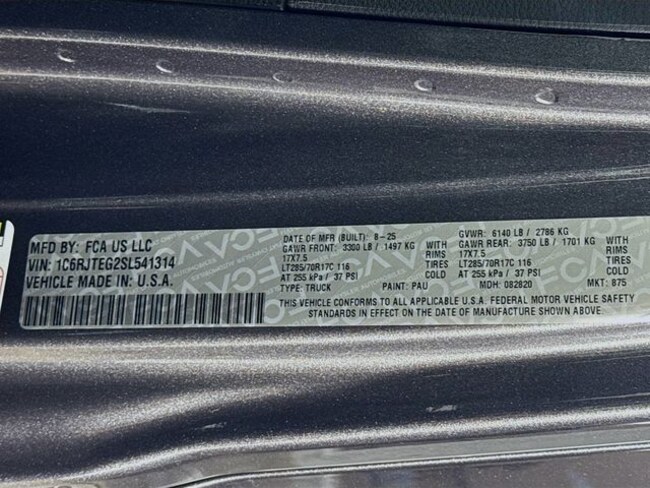 MFD BY: FCA US LLC
VIN: 1C6RJTEG2SL541314
VEHICLE MADE IN: U.S.A.
DATE OF MFR (BUILT): 8-25
GAWR FRONT: 3300 LB / 1497 KG WITH
17X7.5 RIMS
LT285/70R17C 116 TIRES
AT 255 kPa / 37 PSI
TYPE: TRUCK
GVWR: 6140 LB / 2786 KG
GAWR REAR: 3750 LB / 1701 KG WITH
17X7.5 RIMS
LT285/70R17C 116 TIRES
AT 255 kPa / 37 PSI
PAINT: PAU MDH: 082820 MKT: 875
THIS VEHICLE CONFORMS TO ALL APPLICABLE U.S.A. FEDERAL MOTOR VEHICLE SAFETY
STANDARDS IN EFFECT ON THE DATE OF MANUFACTURE SHOWN ABOVE